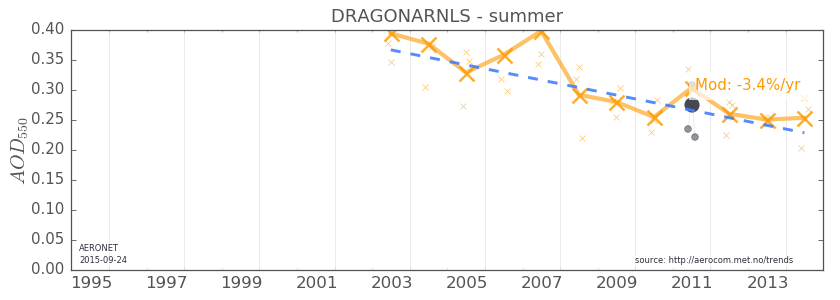 DRAGONARNLS - summer
0.40
0.35
0.30
0.25
0.20
0.15
0.10
0.05
0.00
AOD550
Mod: -3.4%/yr
AERONET
2015-09-24
source: http://aerocom.met.no/trends
1995 1997 1999 2001 2003 2005 2007 2009 2011 2013